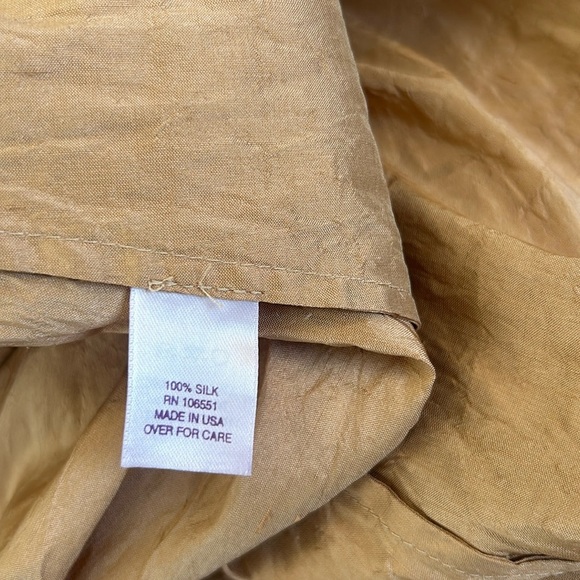 100% SILK
RN 106551
MADE IN USA
OVER FOR CARE